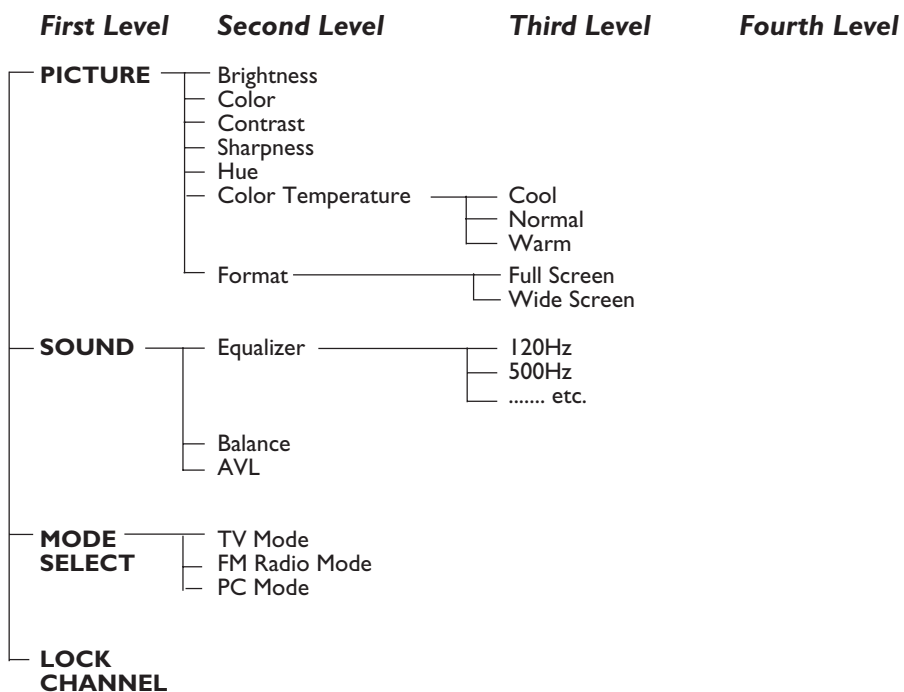 First Level Second Level Third Level Fourth Level
PICTURE Brightness
Color
Contrast
Sharpness
Hue
Color Temperature Cool
Normal
Warm
Format Full Screen
Wide Screen
SOUND Equalizer 120Hz
500Hz
....... etc.
Balance
AVL
MODE TV Mode
SELECT FM Radio Mode
PC Mode
LOCK
CHANNEL